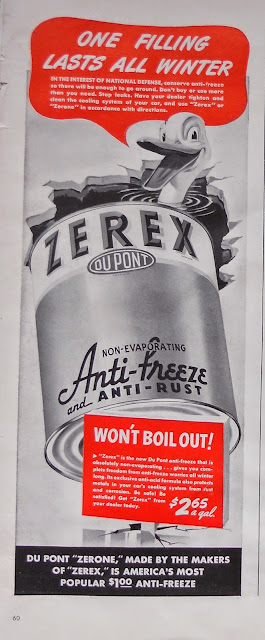 ONE FILLING
LASTS ALL WINTER
IN THE INTEREST OF NATIONAL DEFENSE, conserve anti-freeze
so there will be enough to go around. Don't buy or use more
than you need. Stop leaks. Have your dealer tighten and
clean the cooling system of your car, and use "Zerex" or
"Zerone" in accordance with directions.
ZEREX
DU PONT
NON-EVAPORATING
Anti-freeze
and ANTI-RUST
WON'T BOIL OUT!
▶ "Zerex" is the new Du Pont anti-freeze that is
absolutely non-evaporating . . . gives you com-
plete freedom from anti-freeze worries all winter
long. Its exclusive anti-acid formula also protects
metals in your car's cooling system from rust
and corrosion. Be safe! Be
satisfied! Get "Zerex" from
your dealer today.
$2.65
a gal.
DU PONT "ZERONE," MADE BY THE MAKERS
OF "ZEREX," IS AMERICA'S MOST
POPULAR $1.00 ANTI-FREEZE
60